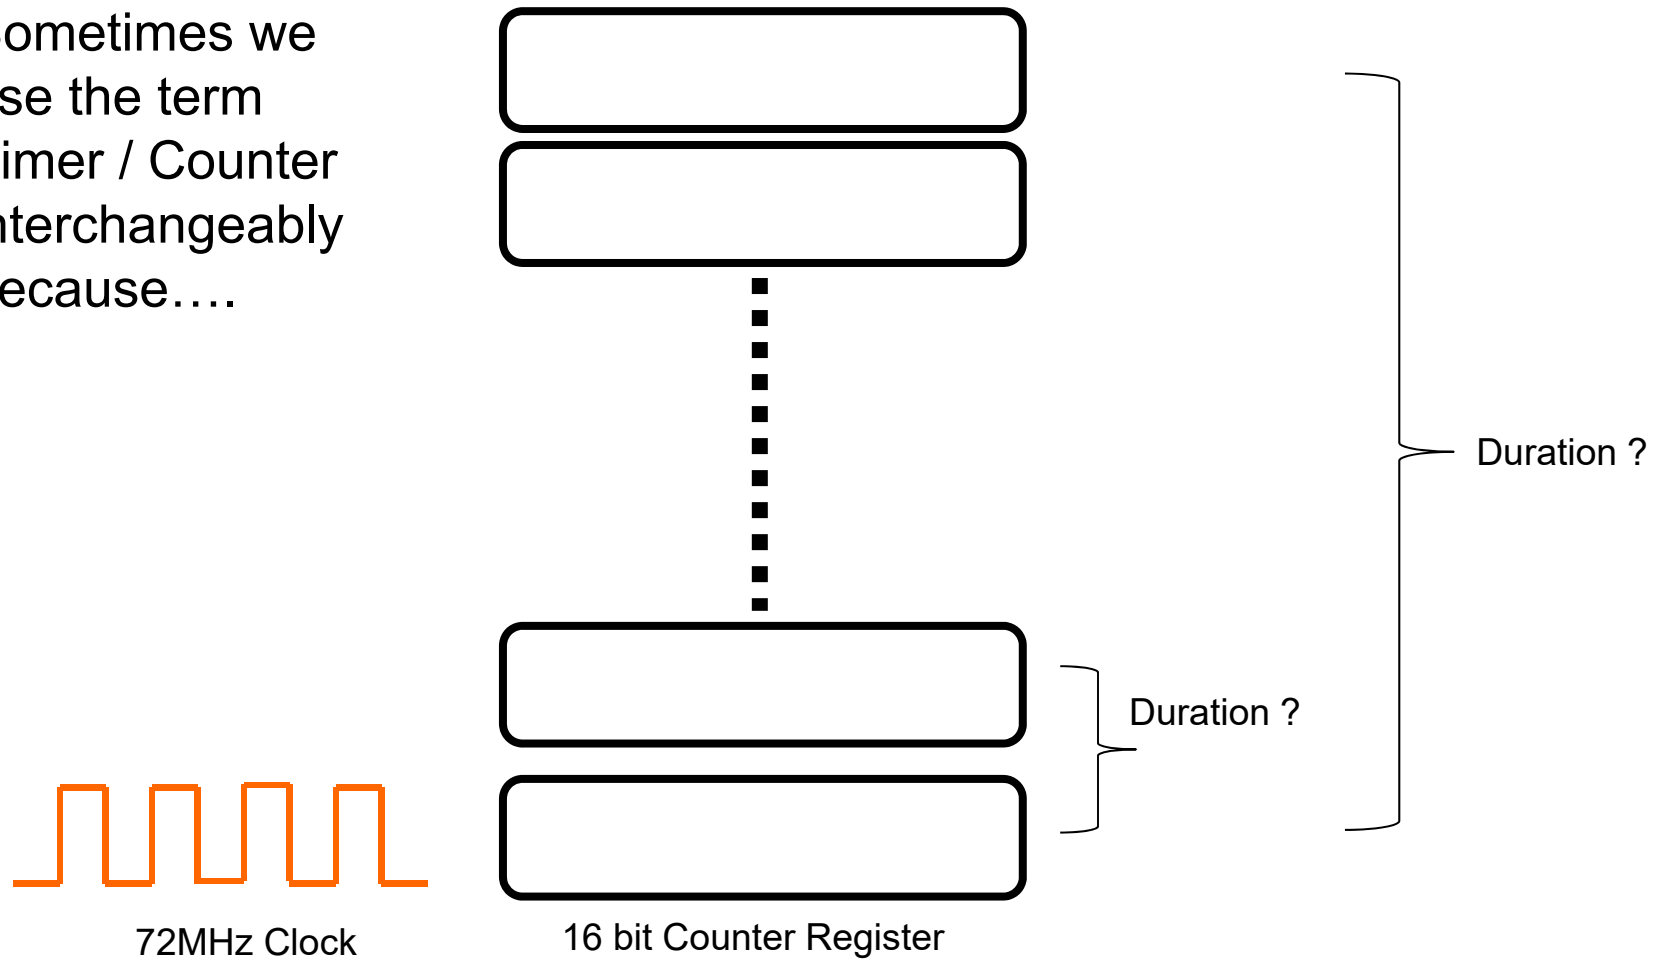 ometimes we
se the term
imer / Counter
nterchangeably
ecause….
Duration ?
Duration ?
72MHz Clock
16 bit Counter Register